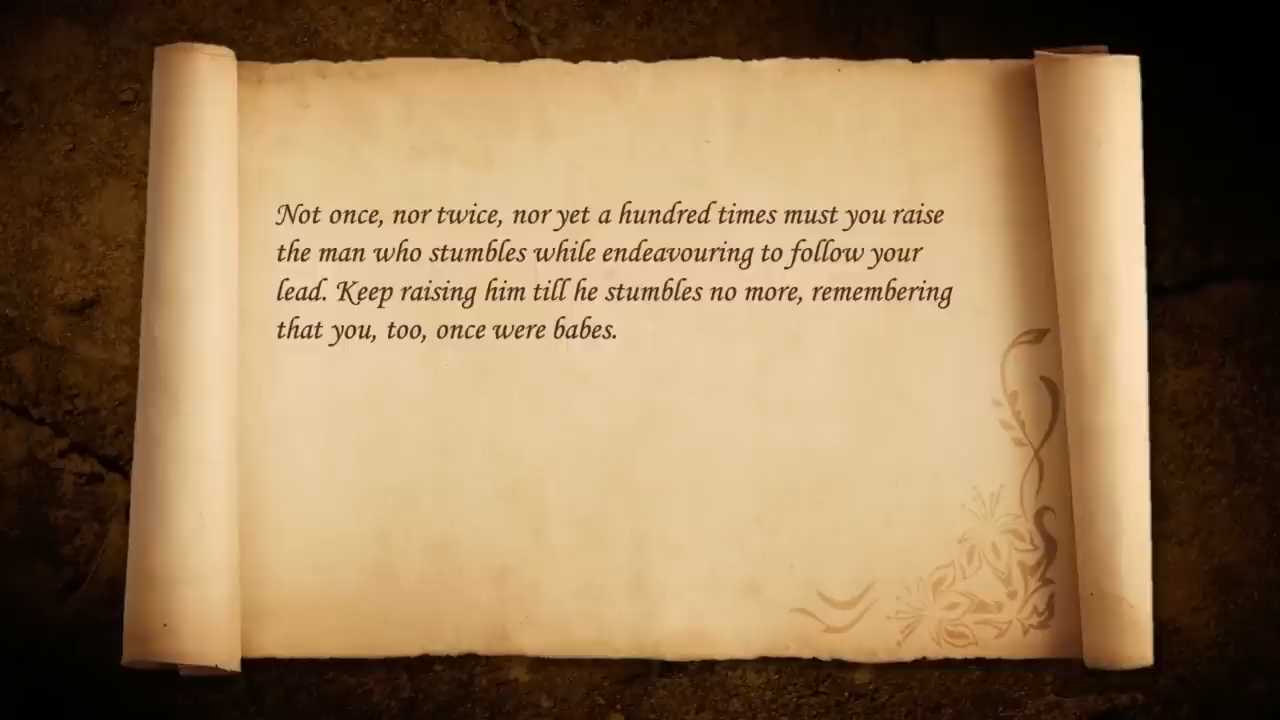 Not once, nor twice, nor yet a hundred times must you raise
the man who stumbles while endeavouring to follow your
lead. Keep raising him till he stumbles no more, remembering
that you, too, once were babes.